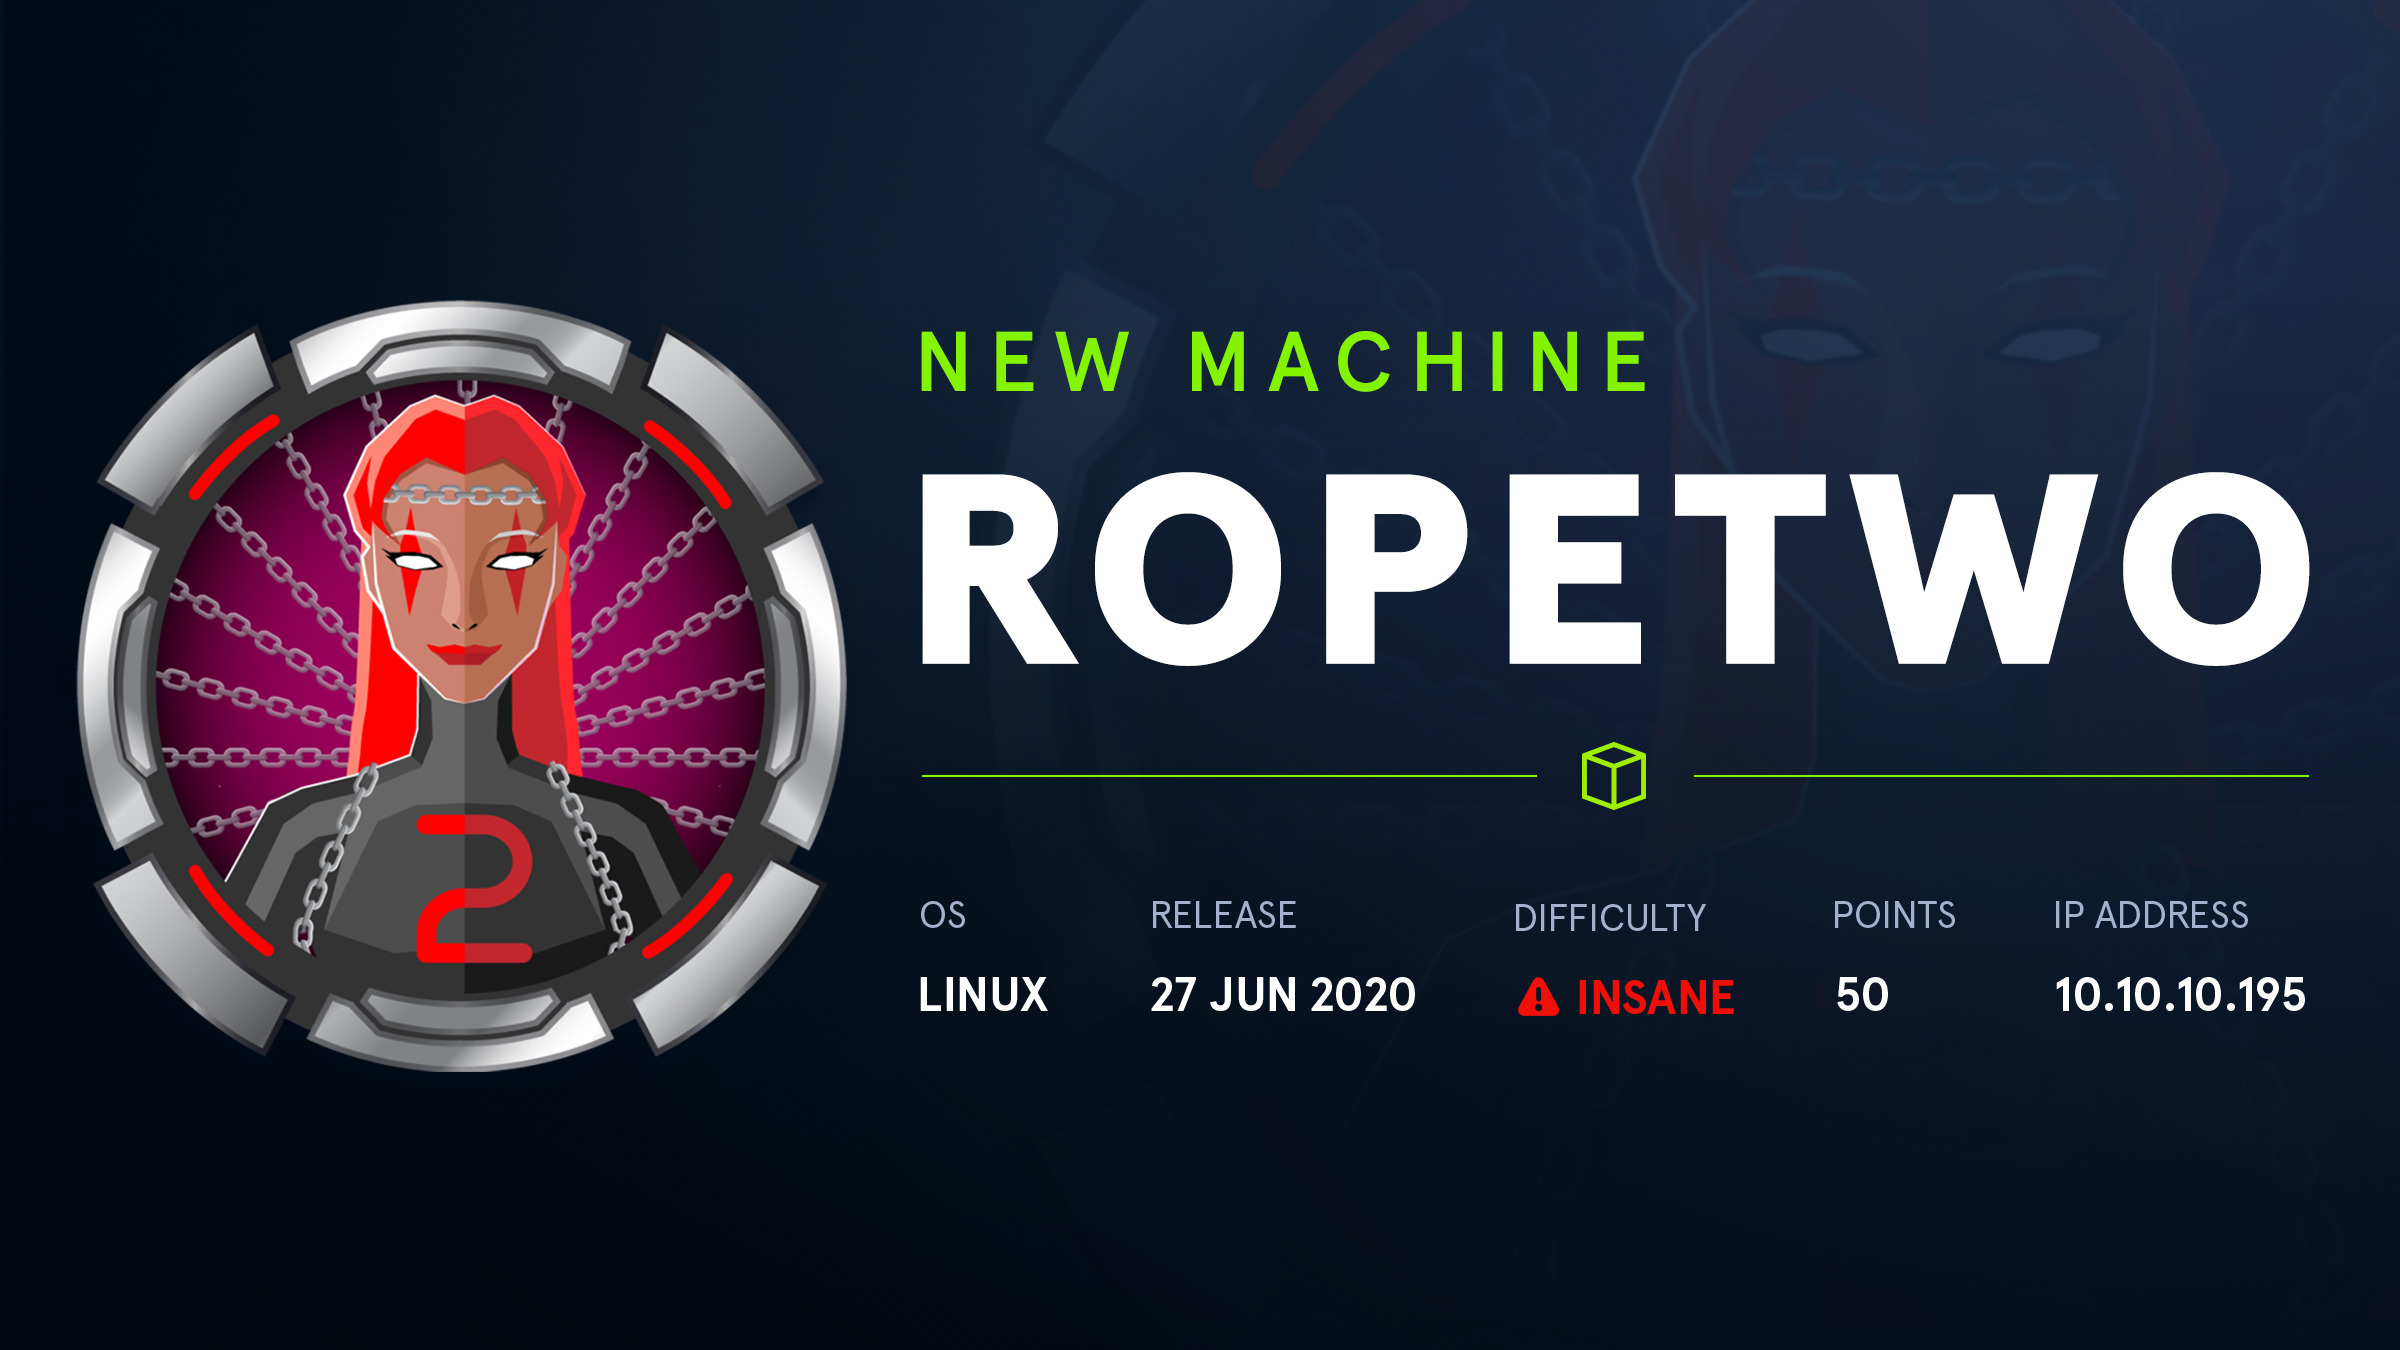 NEW MACHINE
ROPETWO
OS RELEASE DIFFICULTY POINTS IP ADDRESS
LINUX 27 JUN 2020 INSANE 50 10.10.10.195
2